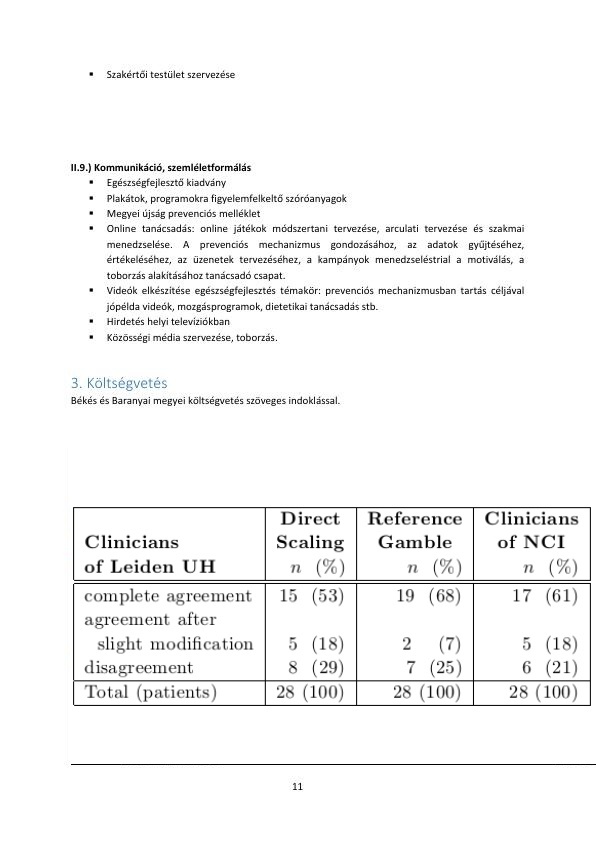 ▪ Szakértői testület szervezése
II.9.) Kommunikáció, szemléletformálás
▪ Egészségfejlesztő kiadvány
▪ Plakátok, programokra figyelemfelkeltő szóróanyagok
▪ Megyei újság prevenciós melléklet
▪ Online tanácsadás: online játékok módszertani tervezése, arculati tervezése és szakmai
menedzselése. A prevenciós mechanizmus gondozásához, az adatok gyűjtéséhez,
értékeléséhez, az üzenetek tervezéséhez, a kampányok menedzseléstrial a motiválás, a
toborzás alakításához tanácsadó csapat.
▪ Videók elkészítése egészségfejlesztés témakör: prevenciós mechanizmusban tartás céljával
jópélda videók, mozgásprogramok, dietetikai tanácsadás stb.
▪ Hirdetés helyi televíziókban
▪ Közösségi média szervezése, toborzás.
3. Költségvetés
Békés és Baranyai megyei költségvetés szöveges indoklással.
Direct Reference Clinicians
Clinicians Scaling Gamble of NCI
of Leiden UH n (%) n (%) n (%)
complete agreement 15 (53) 19 (68) 17 (61)
agreement after
slight modification 5 (18) 2 (7) 5 (18)
disagreement 8 (29) 7 (25) 6 (21)
Total (patients) 28 (100) 28 (100) 28 (100)
11